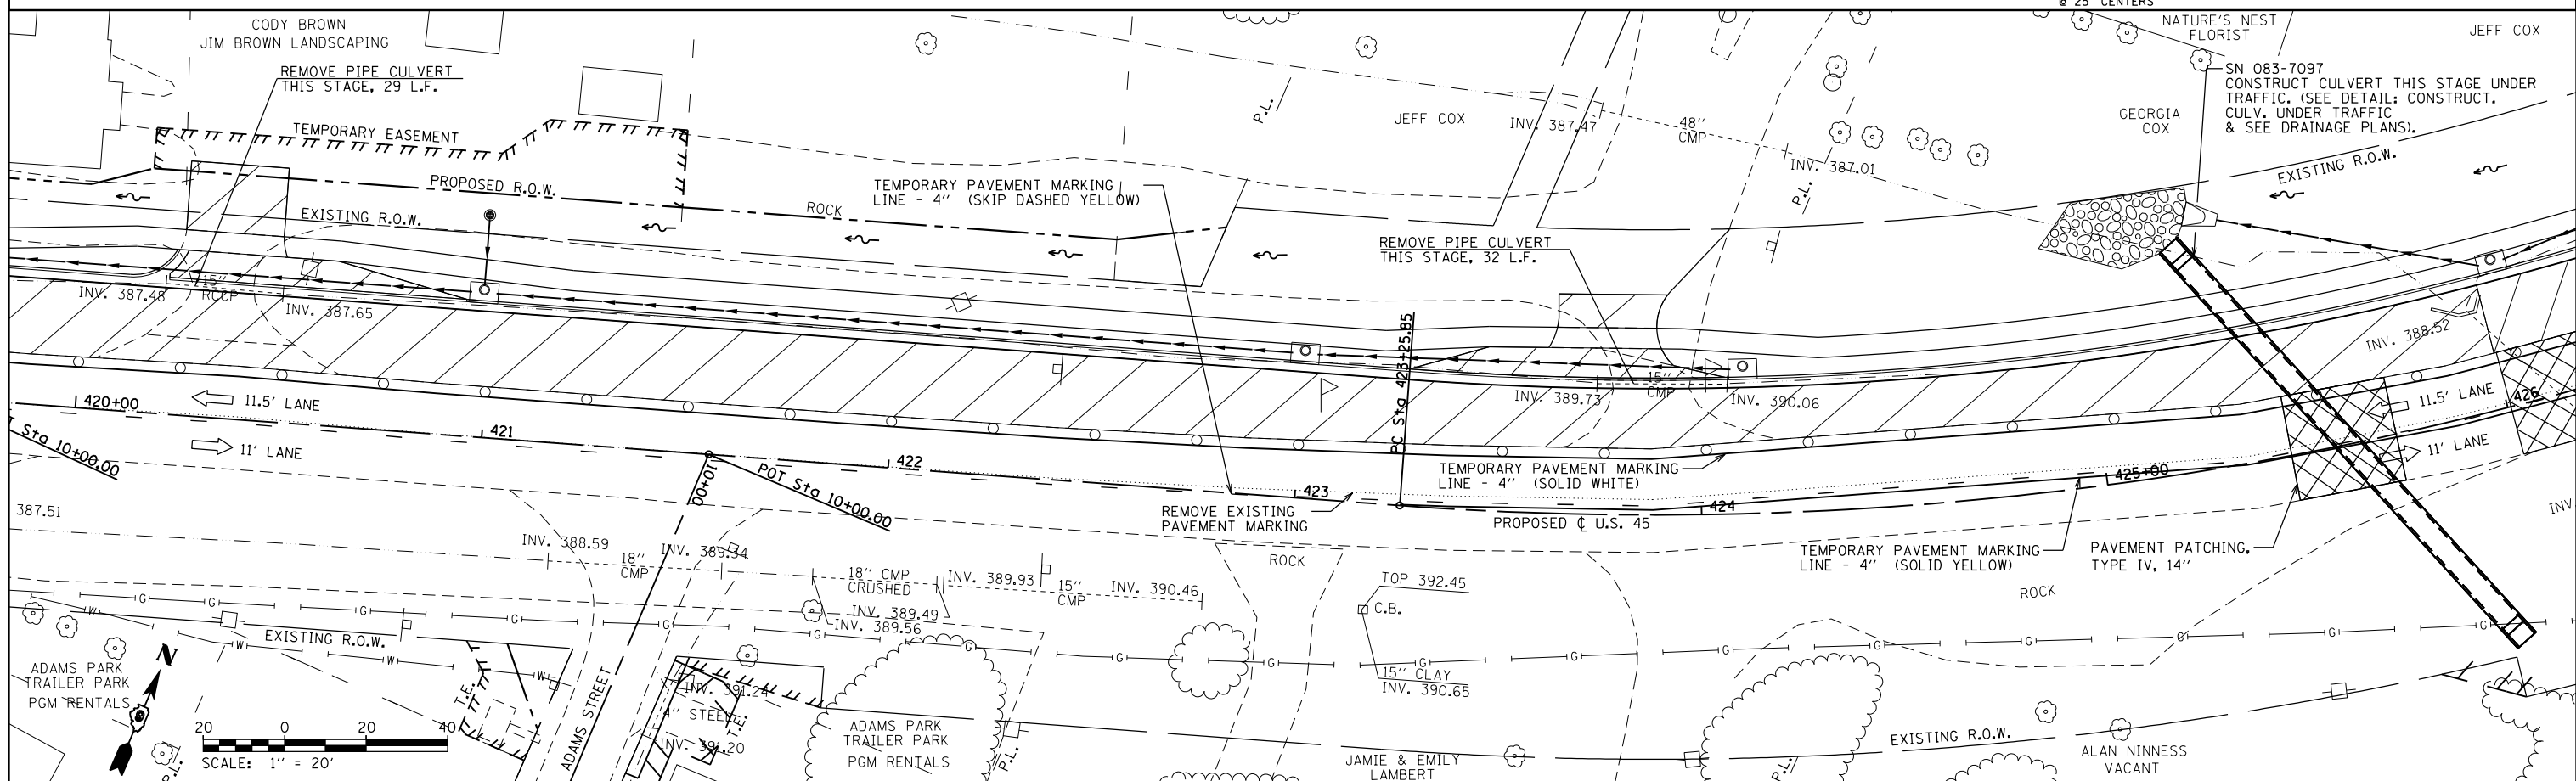 @ 25' CENTERS
CODY BROWN
JIM BROWN LANDSCAPING
NATURE'S NEST
FLORIST
JEFF COX
REMOVE PIPE CULVERT
THIS STAGE, 29 L.F.
SN 083-7097
CONSTRUCT CULVERT THIS STAGE UNDER
TRAFFIC. (SEE DETAIL: CONSTRUCT.
CULV. UNDER TRAFFIC
& SEE DRAINAGE PLANS).
P.L.
JEFF COX
INV. 387.47
48" CMP
GEORGIA
COX
TEMPORARY EASEMENT
INV. 387.01
EXISTING R.O.W.
PROPOSED R.O.W.
TEMPORARY PAVEMENT MARKING
LINE - 4" (SKIP DASHED YELLOW)
P.L.
EXISTING R.O.W.
ROCK
REMOVE PIPE CULVERT
THIS STAGE, 32 L.F.
INV. 387.48
15"
RCCP
INV. 387.65
PC Sta 423+25.85
INV. 388.52
INV. 389.73
15"
CMP
INV. 390.06
420+00
11.5' LANE
11.5' LANE
426
T Sta 10+00.00
421
11' LANE
11' LANE
422
10+00
POT Sta 10+00.00
TEMPORARY PAVEMENT MARKING
LINE - 4" (SOLID WHITE)
425+00
423
424
387.51
REMOVE EXISTING
PAVEMENT MARKING
PROPOSED ℄ U.S. 45
INV
INV. 388.59
18"
CMP
INV. 389.34
ROCK
TEMPORARY PAVEMENT MARKING
LINE - 4" (SOLID YELLOW)
PAVEMENT PATCHING,
TYPE IV, 14"
18" CMP
CRUSHED
INV. 389.93
15"
CMP
INV. 390.46
TOP 392.45
ROCK
INV. 389.49
INV. 389.56
C.B.
G G G G G G G G G G G G G G G G
W W W W
EXISTING R.O.W.
N
ADAMS PARK
TRAILER PARK
PGM RENTALS
T.E.
ADAMS STREET
INV. 391.24
4" STEEL
T.E.
INV. 391.20
15" CLAY
INV. 390.65
ADAMS PARK
TRAILER PARK
PGM RENTALS
P.L.
20 0 20 40
SCALE: 1" = 20'
P.L.
JAMIE & EMILY
LAMBERT
P.L.
EXISTING R.O.W.
ALAN NINNESS
VACANT